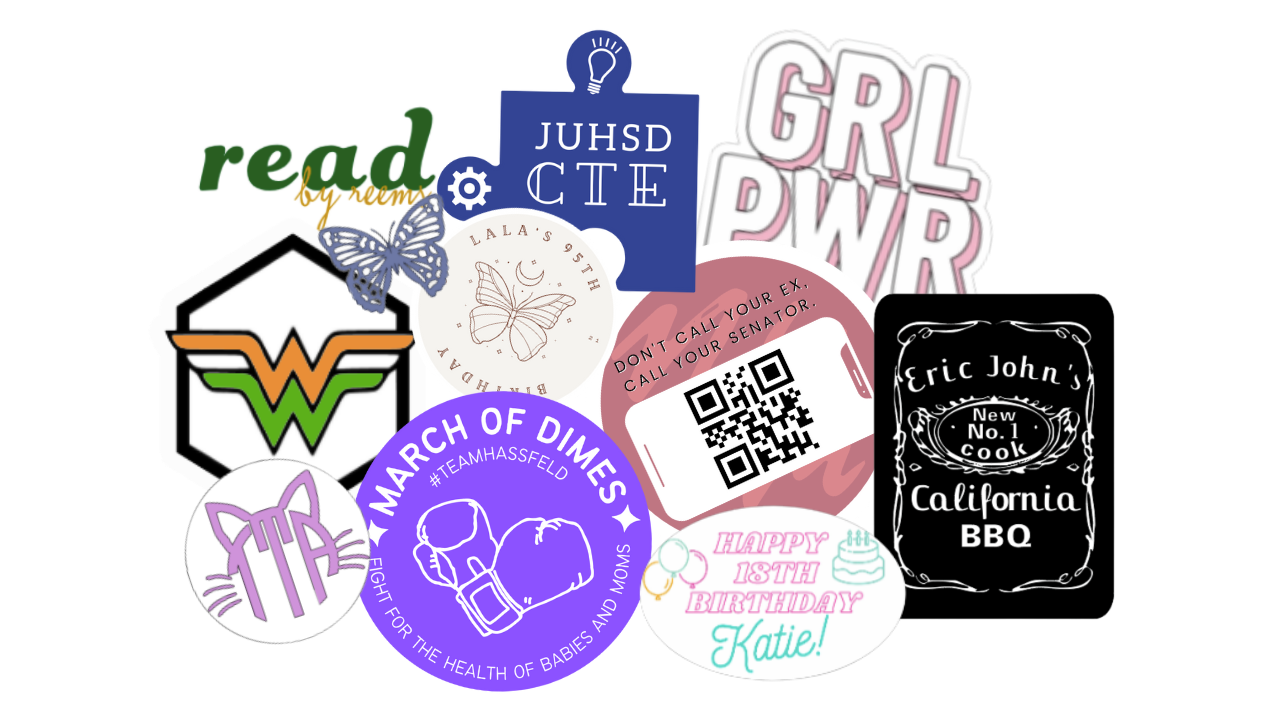 read
by reems
JUHSD
CTE
GRL
PWR
LALA'S 95TH
BIRTHDAY
DON'T CALL YOUR EX,
CALL YOUR SENATOR.
W
W
MARCH OF DIMES
#TEAMHASSFELD
FIGHT FOR THE HEALTH OF BABIES AND MOMS
Eric John's
New
No.1
cook
California
BBQ
PTA
HAPPY
18TH
BIRTHDAY
Katie!